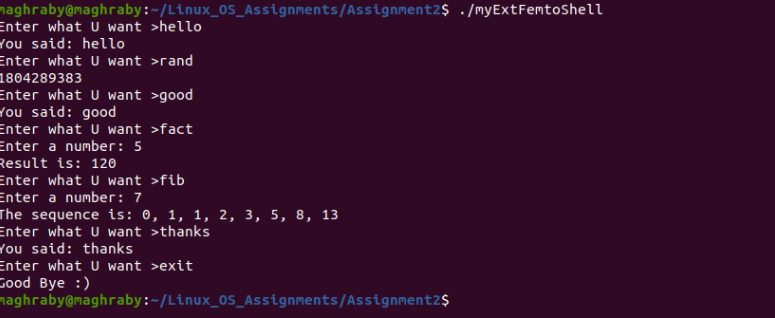 maghraby@maghraby:~/Linux_OS_Assignments/Assignment2$ ./myExtFemtoShell
Enter what U want >hello
You said: hello
Enter what U want >rand
1804289383
Enter what U want >good
You said: good
Enter what U want >fact
Enter a number: 5
Result is: 120
Enter what U want >fib
Enter a number: 7
The sequence is: 0, 1, 1, 2, 3, 5, 8, 13
Enter what U want >thanks
You said: thanks
Enter what U want >exit
Good Bye :)
maghraby@maghraby:~/Linux_OS_Assignments/Assignment2$